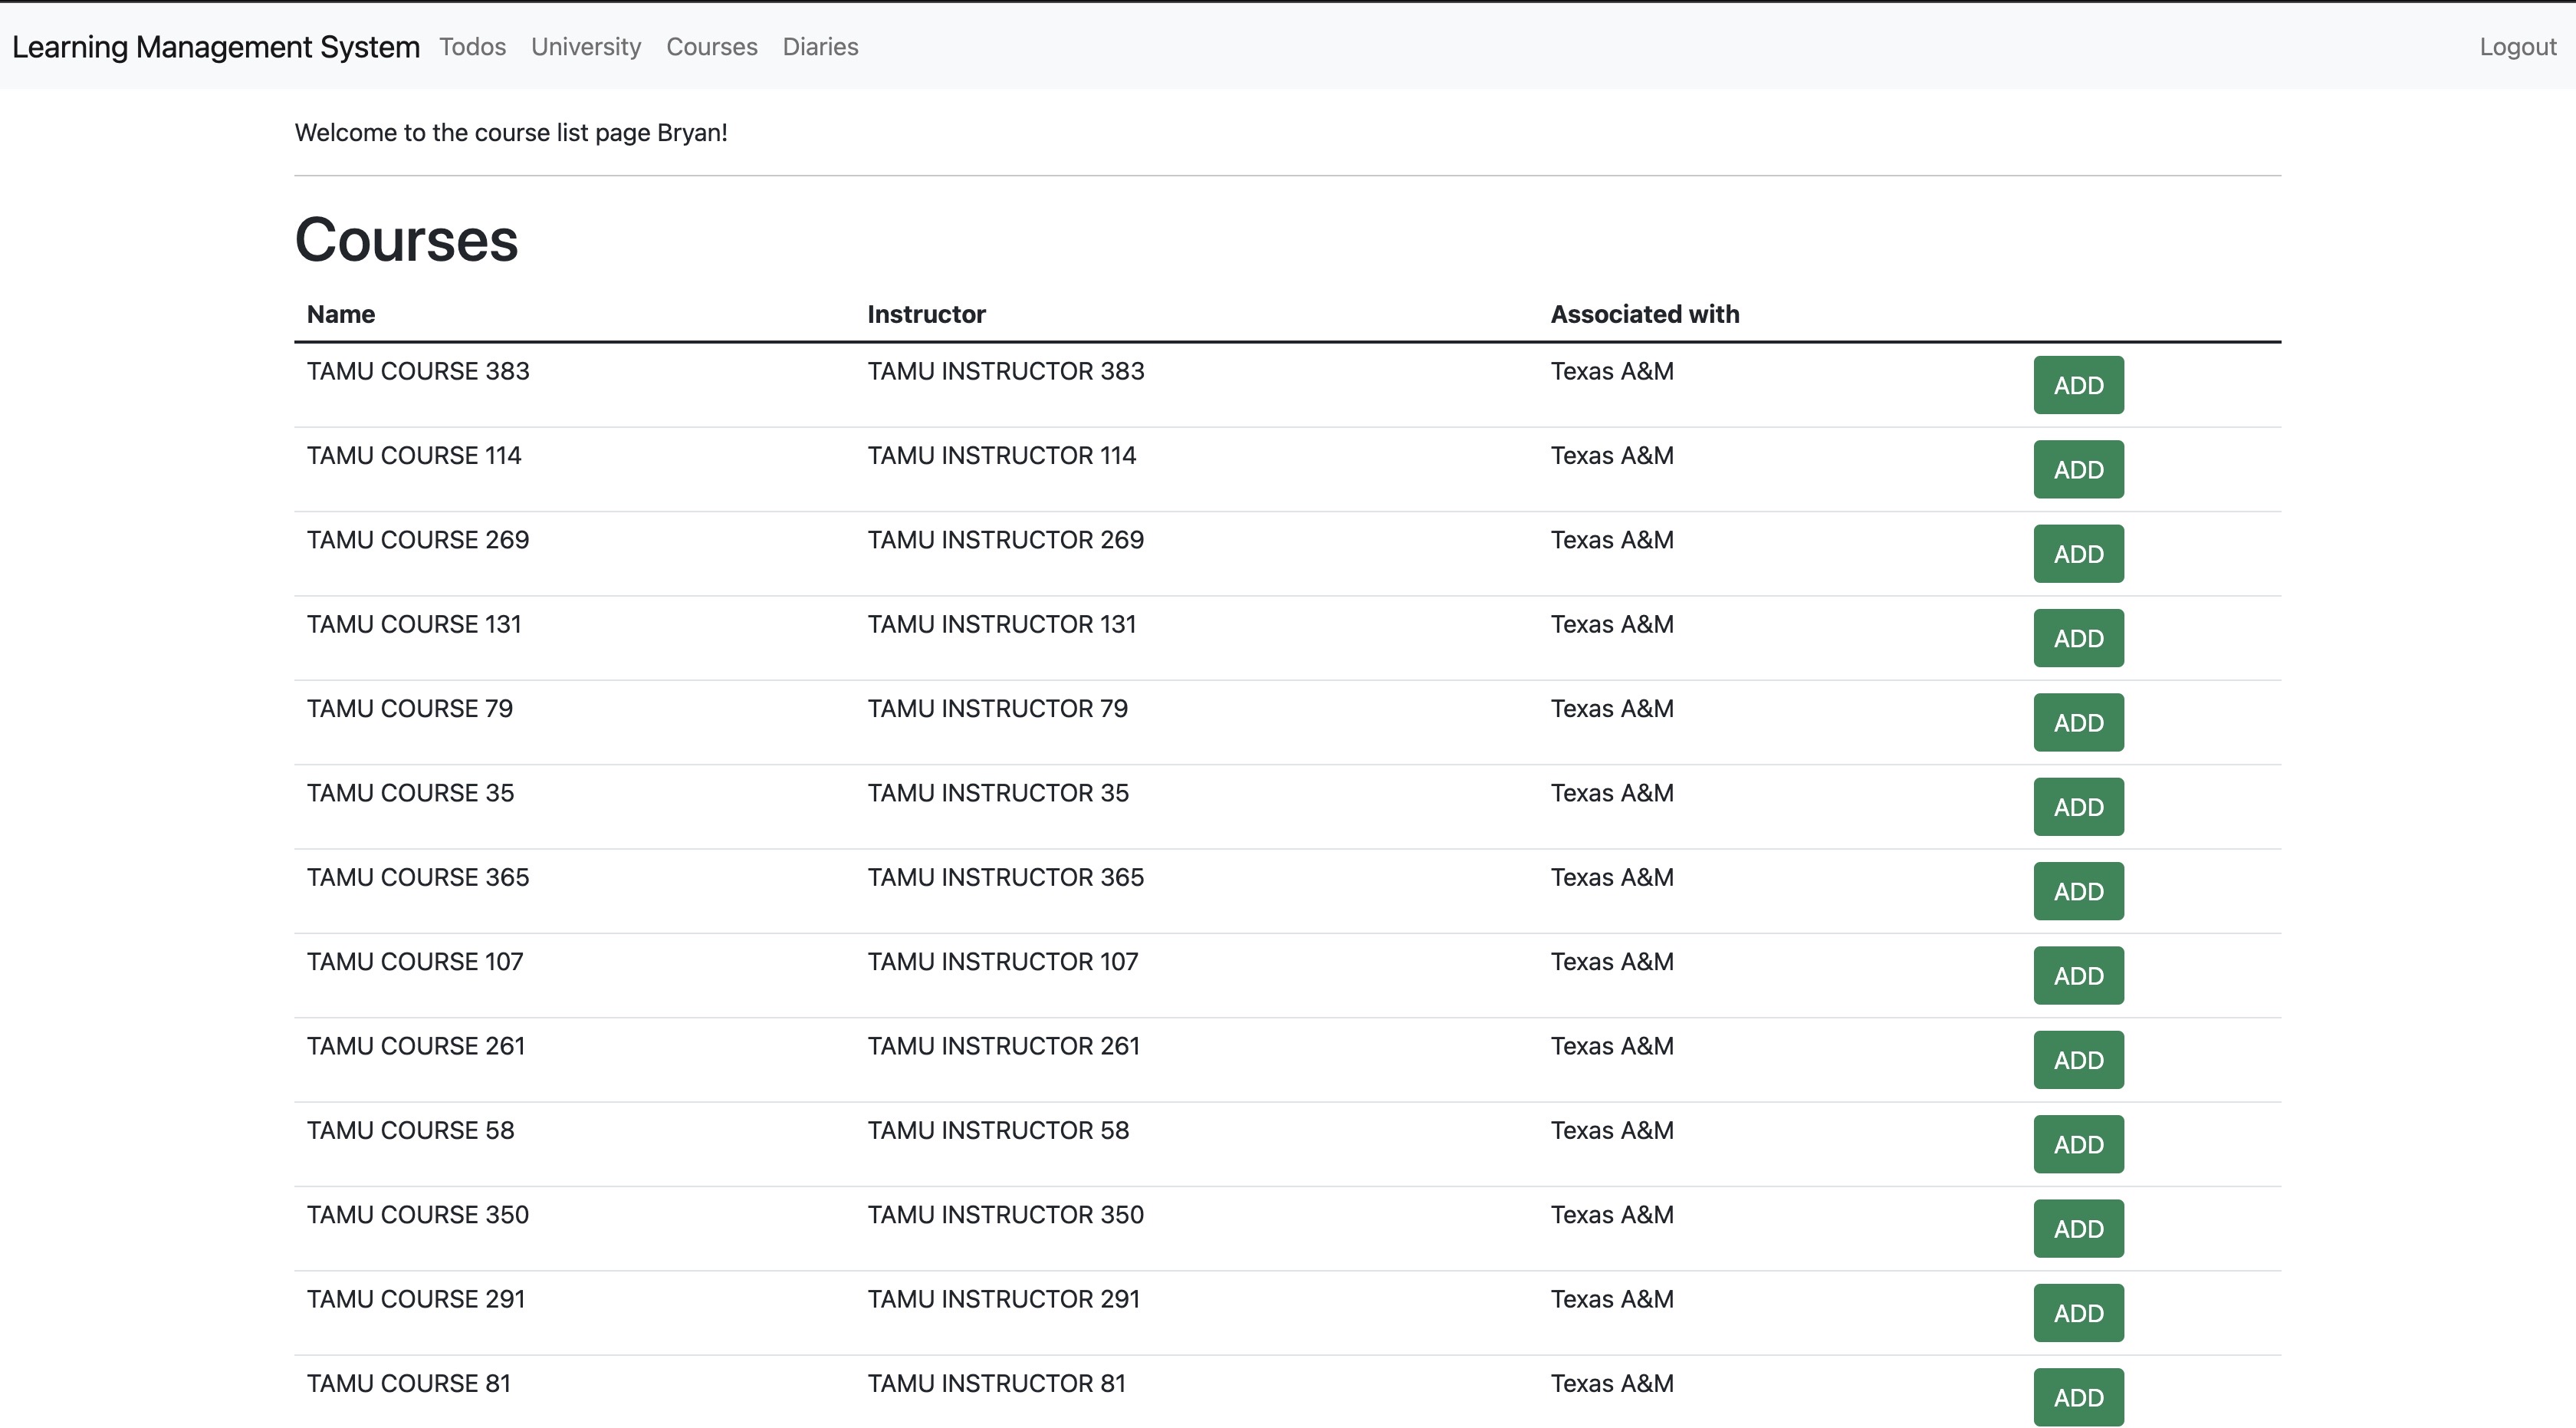 Learning Management System Todos University Courses Diaries Logout
Welcome to the course list page Bryan!
Courses
Name Instructor Associated with
TAMU COURSE 383 TAMU INSTRUCTOR 383 Texas A&M ADD
TAMU COURSE 114 TAMU INSTRUCTOR 114 Texas A&M ADD
TAMU COURSE 269 TAMU INSTRUCTOR 269 Texas A&M ADD
TAMU COURSE 131 TAMU INSTRUCTOR 131 Texas A&M ADD
TAMU COURSE 79 TAMU INSTRUCTOR 79 Texas A&M ADD
TAMU COURSE 35 TAMU INSTRUCTOR 35 Texas A&M ADD
TAMU COURSE 365 TAMU INSTRUCTOR 365 Texas A&M ADD
TAMU COURSE 107 TAMU INSTRUCTOR 107 Texas A&M ADD
TAMU COURSE 261 TAMU INSTRUCTOR 261 Texas A&M ADD
TAMU COURSE 58 TAMU INSTRUCTOR 58 Texas A&M ADD
TAMU COURSE 350 TAMU INSTRUCTOR 350 Texas A&M ADD
TAMU COURSE 291 TAMU INSTRUCTOR 291 Texas A&M ADD
TAMU COURSE 81 TAMU INSTRUCTOR 81 Texas A&M ADD